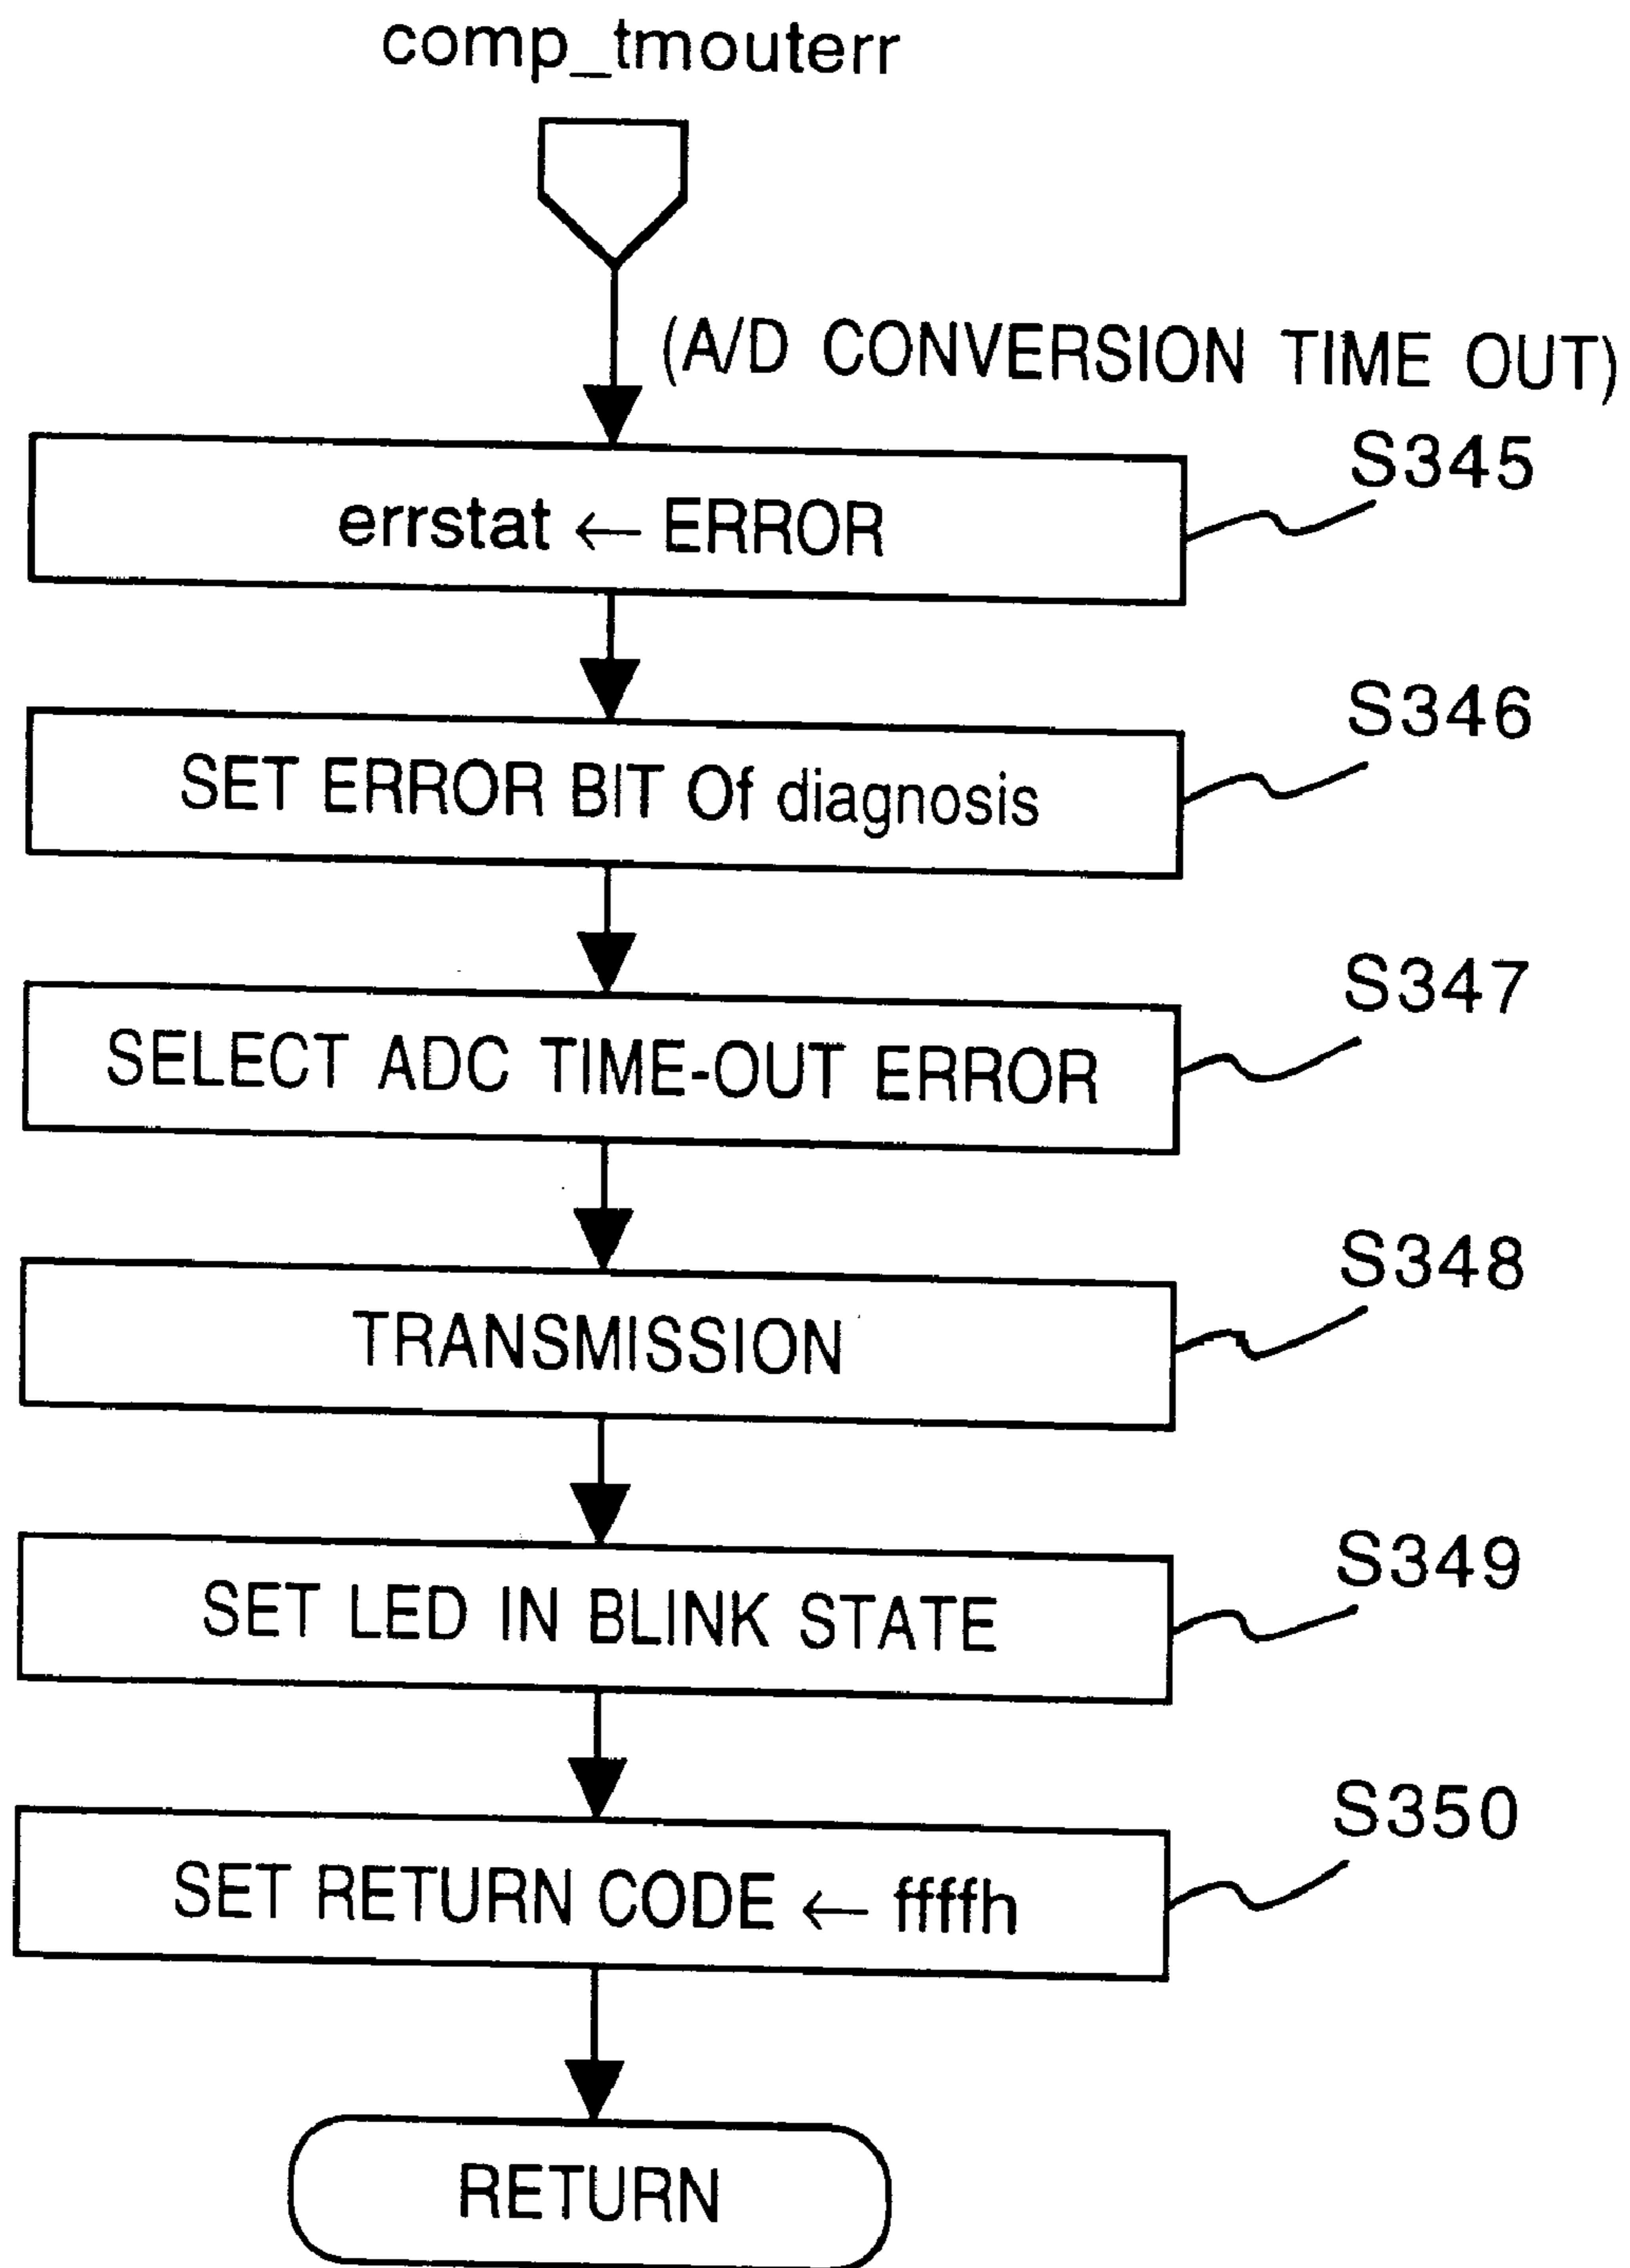 comp_tmouterr
(A/D CONVERSION TIME OUT)
S345
errstat ← ERROR
S346
SET ERROR BIT Of diagnosis
S347
SELECT ADC TIME-OUT ERROR
S348
TRANSMISSION
S349
SET LED IN BLINK STATE
S350
SET RETURN CODE ← ffffh
RETURN